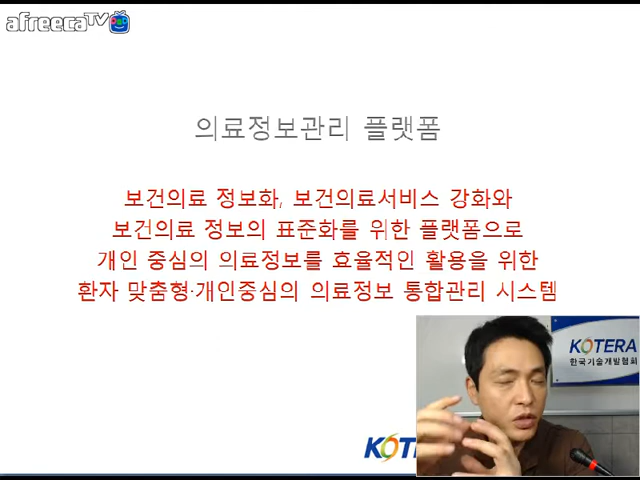 afreecaTV
의료정보관리 플랫폼
보건의료 정보화, 보건의료서비스 강화와
보건의료 정보의 표준화를 위한 플랫폼으로
개인 중심의 의료정보를 효율적인 활용을 위한
환자 맞춤형·개인중심의 의료정보 통합관리 시스템
KOTERA
한국기술개발협회
KOTE